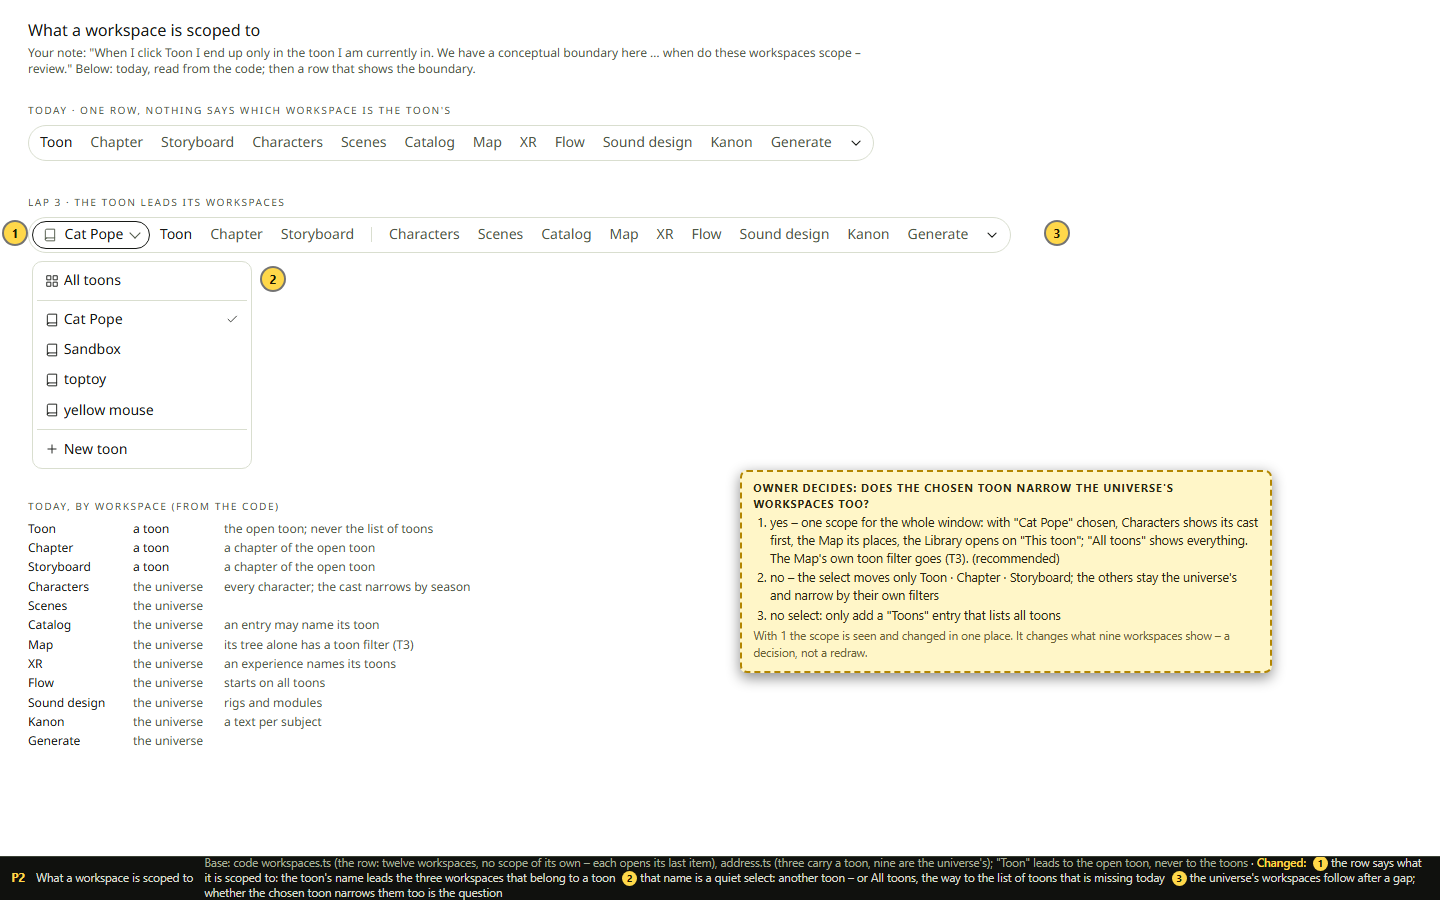 What a workspace is scoped to
Your note: "When I click Toon I end up only in the toon I am currently in. We have a conceptual boundary here ... when do these workspaces scope –
review." Below: today, read from the code; then a row that shows the boundary.
TODAY · ONE ROW, NOTHING SAYS WHICH WORKSPACE IS THE TOON'S
Toon Chapter Storyboard Characters Scenes Catalog Map XR Flow Sound design Kanon Generate
LAP 3 · THE TOON LEADS ITS WORKSPACES
1 Cat Pope Toon Chapter Storyboard Characters Scenes Catalog Map XR Flow Sound design Kanon Generate 3
All toons 2
Cat Pope
Sandbox
toptoy
yellow mouse
New toon
TODAY, BY WORKSPACE (FROM THE CODE)
Toon a toon the open toon; never the list of toons
Chapter a toon a chapter of the open toon
Storyboard a toon a chapter of the open toon
Characters the universe every character; the cast narrows by season
Scenes the universe
Catalog the universe an entry may name its toon
Map the universe its tree alone has a toon filter (T3)
XR the universe an experience names its toons
Flow the universe starts on all toons
Sound design the universe rigs and modules
Kanon the universe a text per subject
Generate the universe
OWNER DECIDES: DOES THE CHOSEN TOON NARROW THE UNIVERSE'S
WORKSPACES TOO?
1. yes – one scope for the whole window: with "Cat Pope" chosen, Characters shows its cast
first, the Map its places, the Library opens on "This toon"; "All toons" shows everything.
The Map's own toon filter goes (T3). (recommended)
2. no – the select moves only Toon · Chapter · Storyboard; the others stay the universe's
and narrow by their own filters
3. no select: only add a "Toons" entry that lists all toons
With 1 the scope is seen and changed in one place. It changes what nine workspaces show – a
decision, not a redraw.
P2 What a workspace is scoped to
Base: code workspaces.ts (the row: twelve workspaces, no scope of its own – each opens its last item), address.ts (three carry a toon, nine are the universe's); "Toon" leads to the open toon, never to the toons · Changed: 1 the row says what
it is scoped to: the toon's name leads the three workspaces that belong to a toon 2 that name is a quiet select: another toon – or All toons, the way to the list of toons that is missing today 3 the universe's workspaces follow after a gap;
whether the chosen toon narrows them too is the question